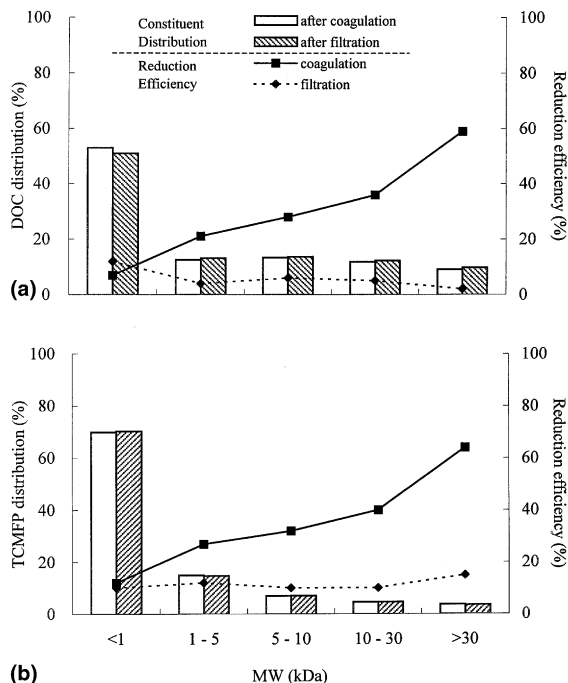 Constituent after coagulation
Distribution after filtration
Reduction coagulation
Efficiency filtration
100 100
80 80
60 60
40 40
20 20
0 0
DOC distribution (%)
Reduction efficiency (%)
(a)
100 100
80 80
60 60
40 40
20 20
0 0
TCMFP distribution (%)
Reduction efficiency (%)
<1 1 - 5 5 - 10 10 - 30 >30
(b) MW (kDa)